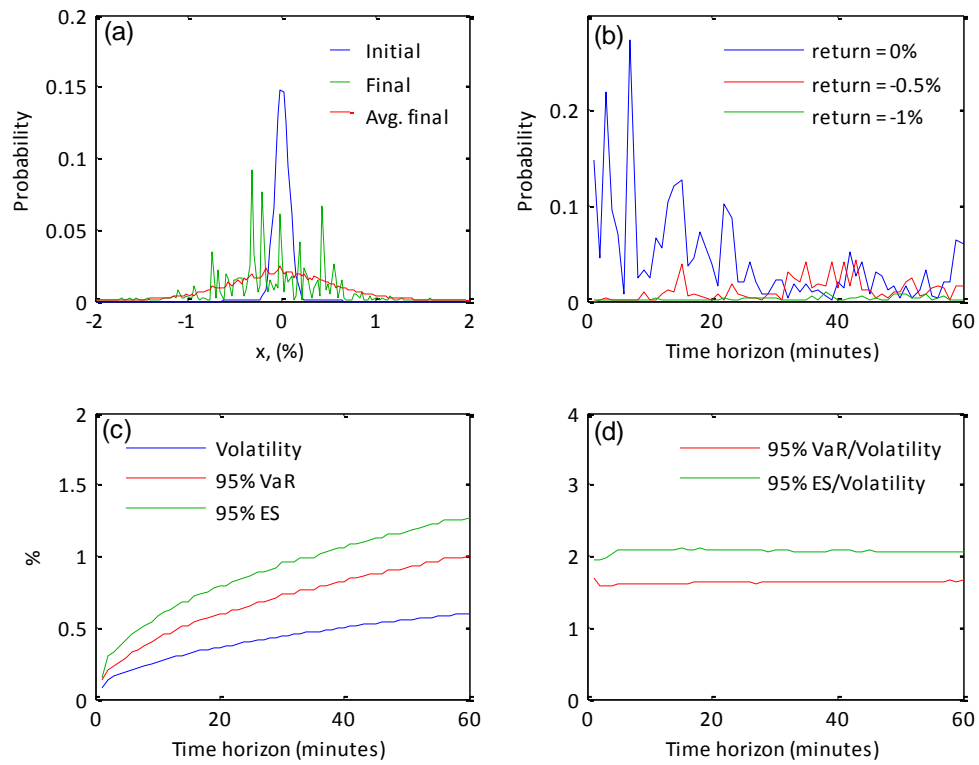 (a)
0.2
0.15
0.1
0.05
0
Probability
Initial
Final
Avg. final
-2
-1
0
1
2
x, (%)
(b)
0.2
0.1
0
Probability
return = 0%
return = -0.5%
return = -1%
0
20
40
60
Time horizon (minutes)
(c)
2
1.5
1
0.5
0
%
Volatility
95% VaR
95% ES
0
20
40
60
Time horizon (minutes)
(d)
4
3
2
1
0
95% VaR/Volatility
95% ES/Volatility
0
20
40
60
Time horizon (minutes)